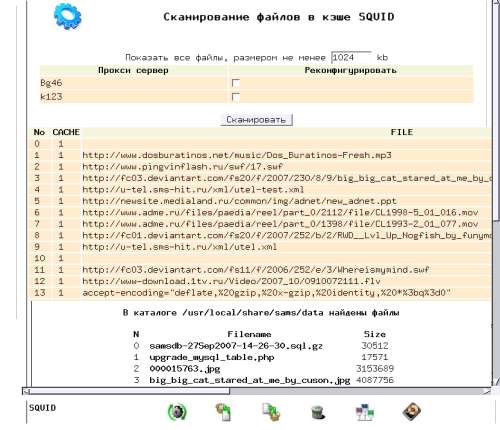 Сканирование файлов в кэше SQUID
Показать все файлы, размером не менее 1024 kb
Прокси сервер Реконфигурировать
Bg46
k123
Сканировать
No CACHE FILE
0 1
1 1 http://www.dosburatinos.net/music/Dos_Buratinos-Fresh.mp3
2 1 http://www.pingvinflash.ru/swf/17.swf
3 1 http://fc03.deviantart.com/fs20/f/2007/230/8/9/big_big_cat_stared_at_me_by_c
4 1 http://u-tel.sms-hit.ru/xml/utel-test.xml
5 1 http://newsite.medialand.ru/common/img/adnet/new_adnet.ppt
6 1 http://www.adme.ru/files/paedia/reel/part_0/2112/file/CL1998-5_01_016.mov
7 1 http://www.adme.ru/files/paedia/reel/part_0/1398/file/CL1993-2_01_077.mov
8 1 http://fc01.deviantart.com/fs20/f/2007/252/b/2/RWD__Lvl_Up_Nogfish_by_funymo
9 1 http://u-tel.sms-hit.ru/xml/utel.xml
10 1
11 1 http://fc03.deviantart.com/fs11/f/2006/252/e/3/Whereismymind.swf
12 1 http://www-download.1tv.ru/Video/2007_10/0910072111.flv
13 1 accept-encoding="deflate,%20gzip,%20x-gzip,%20identity,%20*%3bq%3d0"
В каталоге /usr/local/share/sams/data найдены файлы
N Filename Size
0 samsdb-27Sep2007-14-26-30.sql.gz 30512
1 upgrade_mysql_table.php 17571
2 000015763.jpg 3153689
3 big_big_cat_stared_at_me_by_cuson.jpg 4087756
SQUID